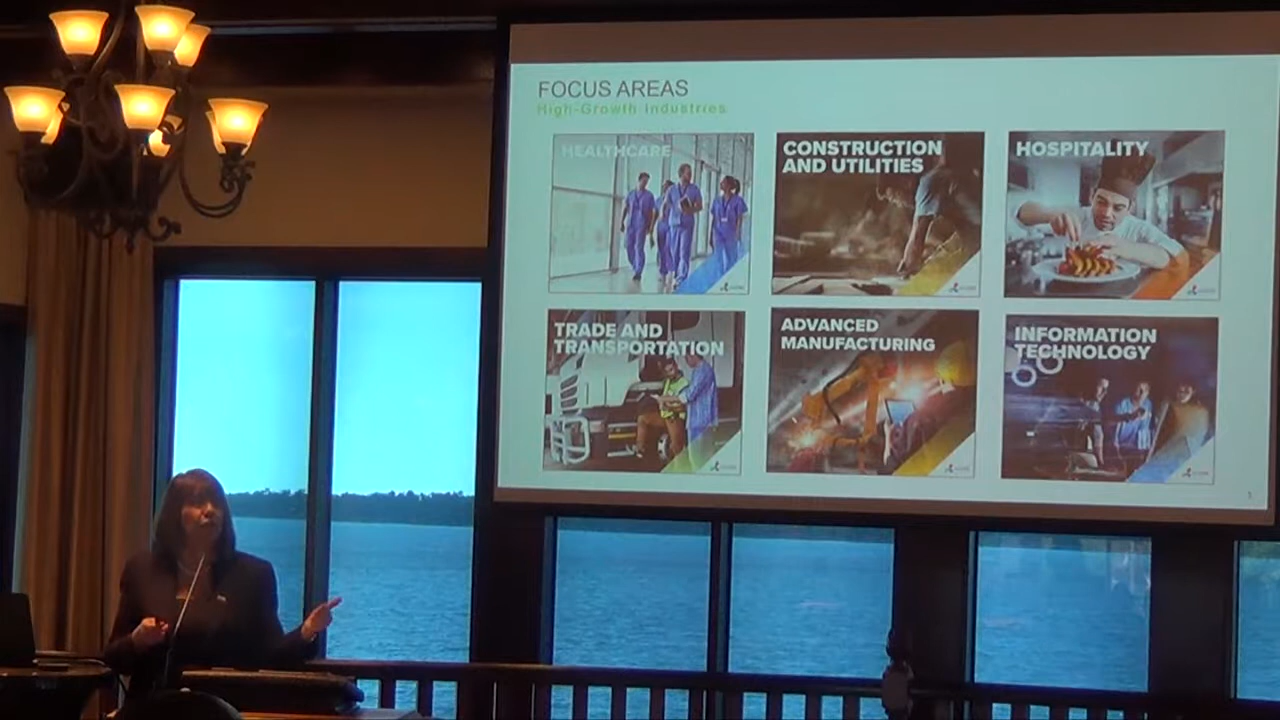 FOCUS AREAS
High-Growth Industries
HEALTHCARE
CONSTRUCTION
AND UTILITIES
HOSPITALITY
TRADE AND
TRANSPORTATION
ADVANCED
MANUFACTURING
INFORMATION
TECHNOLOGY